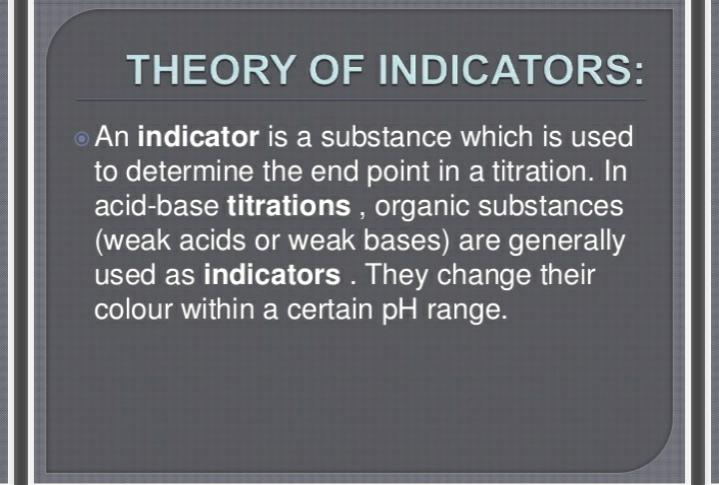 THEORY OF INDICATORS:
An indicator is a substance which is used
to determine the end point in a titration. In
acid-base titrations , organic substances
(weak acids or weak bases) are generally
used as indicators . They change their
colour within a certain pH range.